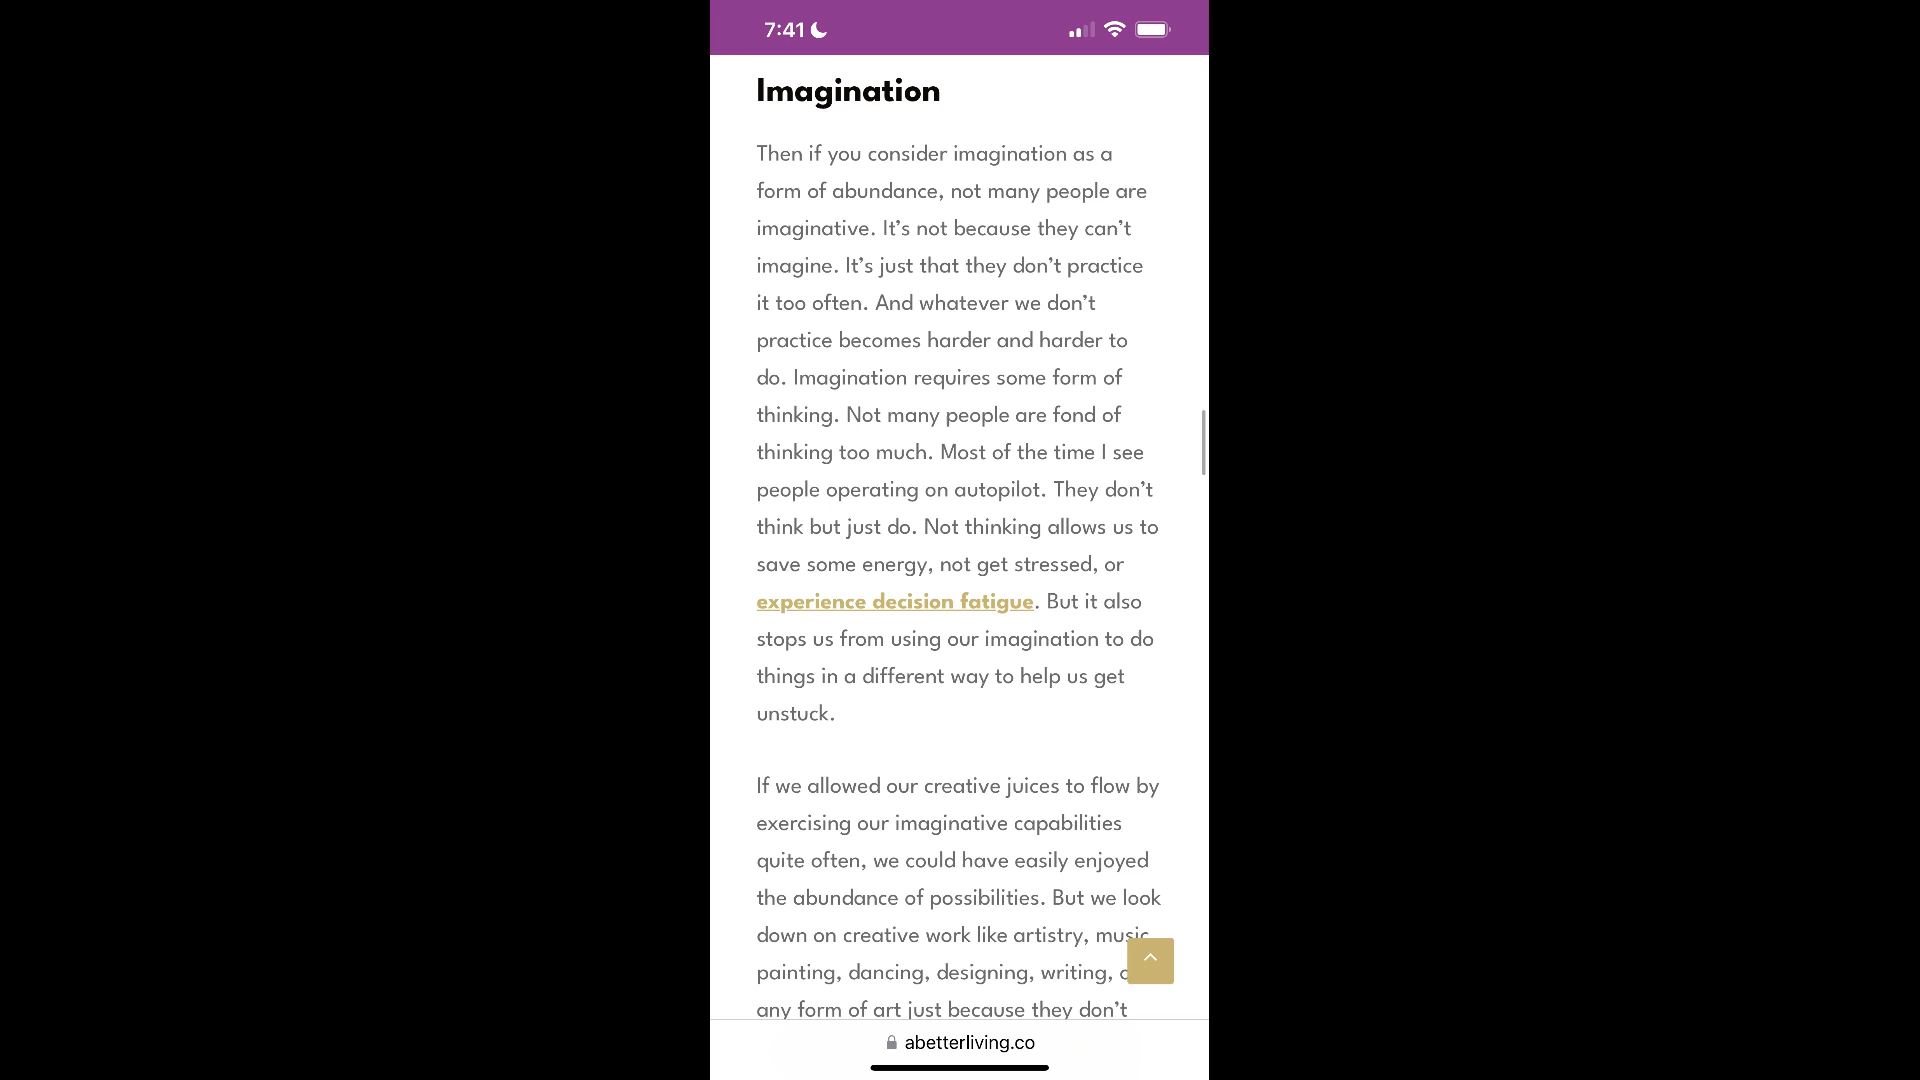 7:41
Imagination
Then if you consider imagination as a
form of abundance, not many people are
imaginative. It’s not because they can’t
imagine. It’s just that they don’t practice
it too often. And whatever we don’t
practice becomes harder and harder to
do. Imagination requires some form of
thinking. Not many people are fond of
thinking too much. Most of the time I see
people operating on autopilot. They don’t
think but just do. Not thinking allows us to
save some energy, not get stressed, or
experience decision fatigue. But it also
stops us from using our imagination to do
things in a different way to help us get
unstuck.
If we allowed our creative juices to flow by
exercising our imaginative capabilities
quite often, we could have easily enjoyed
the abundance of possibilities. But we look
down on creative work like artistry, music
painting, dancing, designing, writing,
any form of art just because they don’t
abetterliving.co